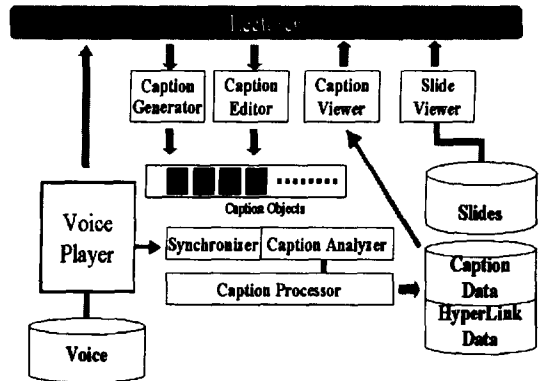 Caption
Generator
Caption
Editor
Caption
Viewer
Slide
Viewer
Caption Objects
Slides
Voice
Player
Synchronizer
Caption Analyzer
Caption Processor
Caption
Data
HyperLink
Data
Voice